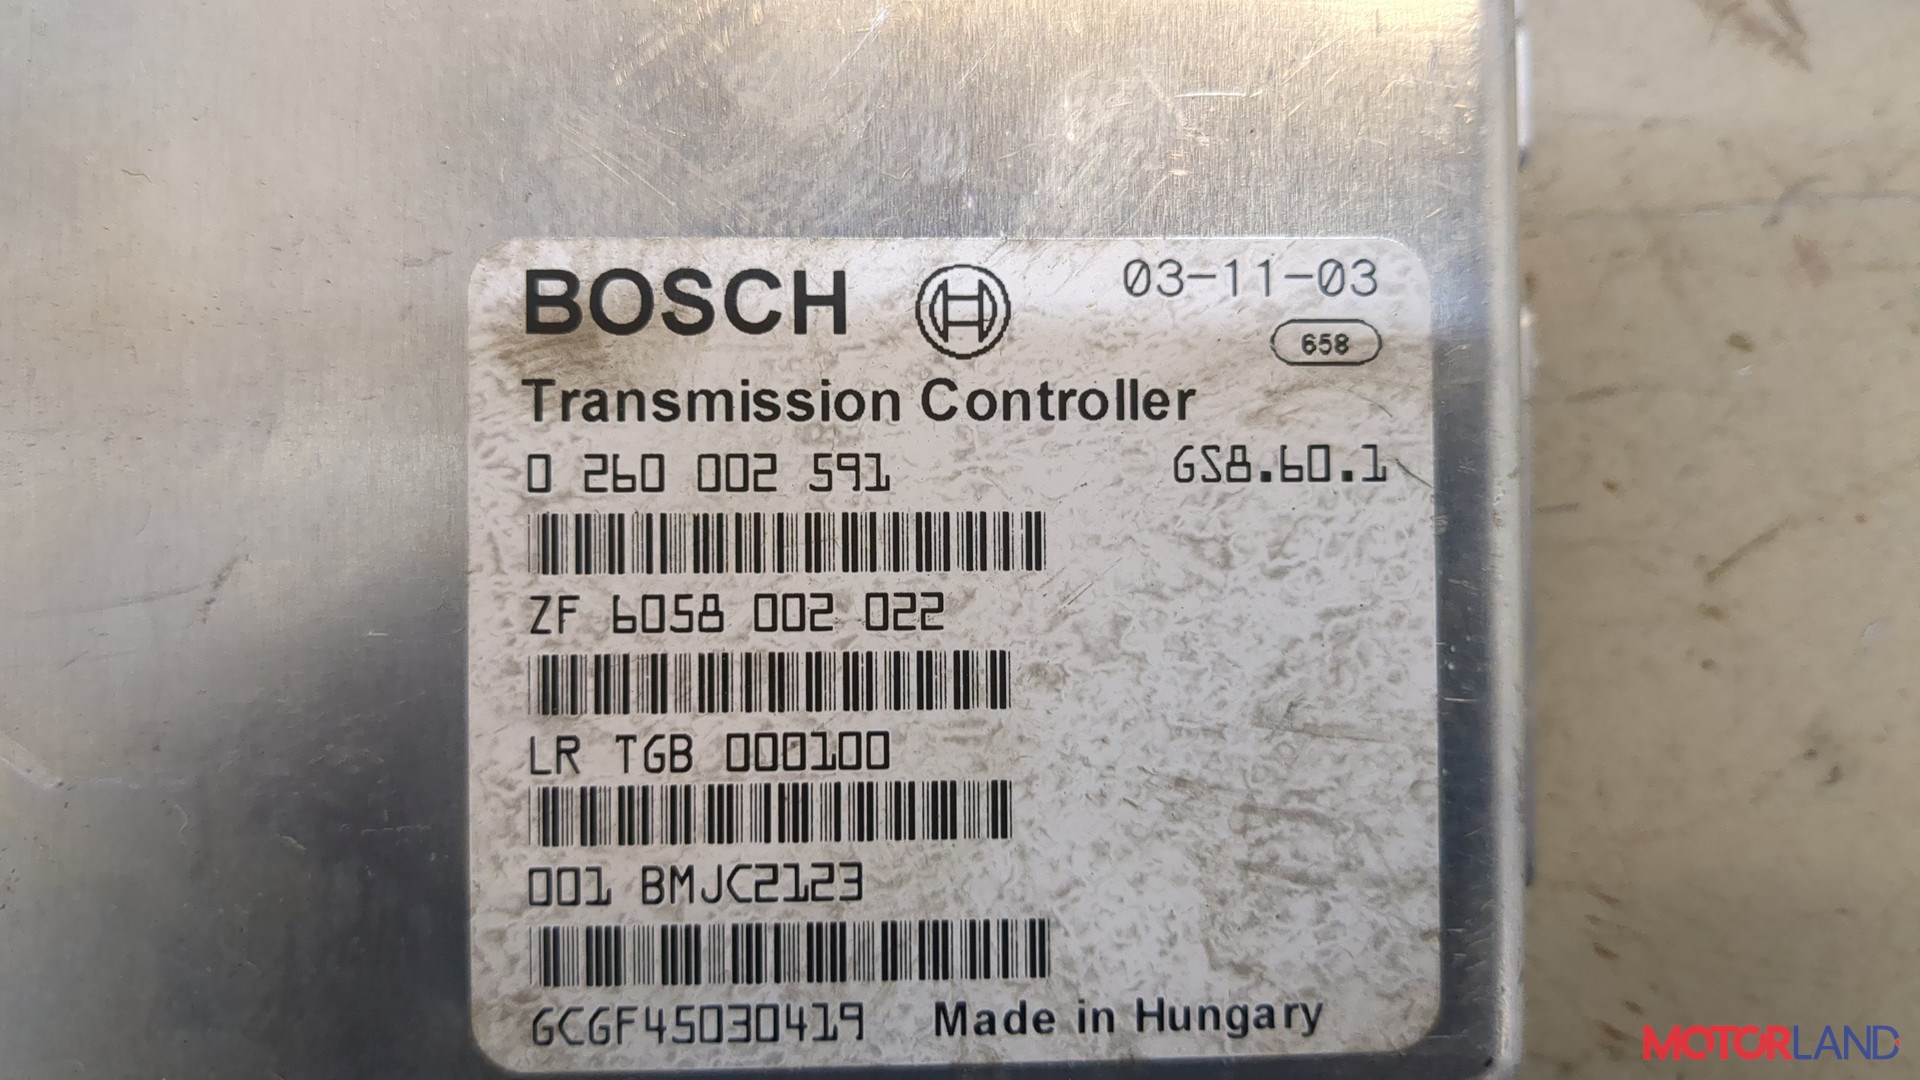 BOSCH 03-11-03
658
Transmission Controller
0 260 002 591 GS8.60.1
ZF 6058 002 022
LR TGB 000100
001 BMJC2123
GCGF45030419 Made in Hungary
MOTORLAND